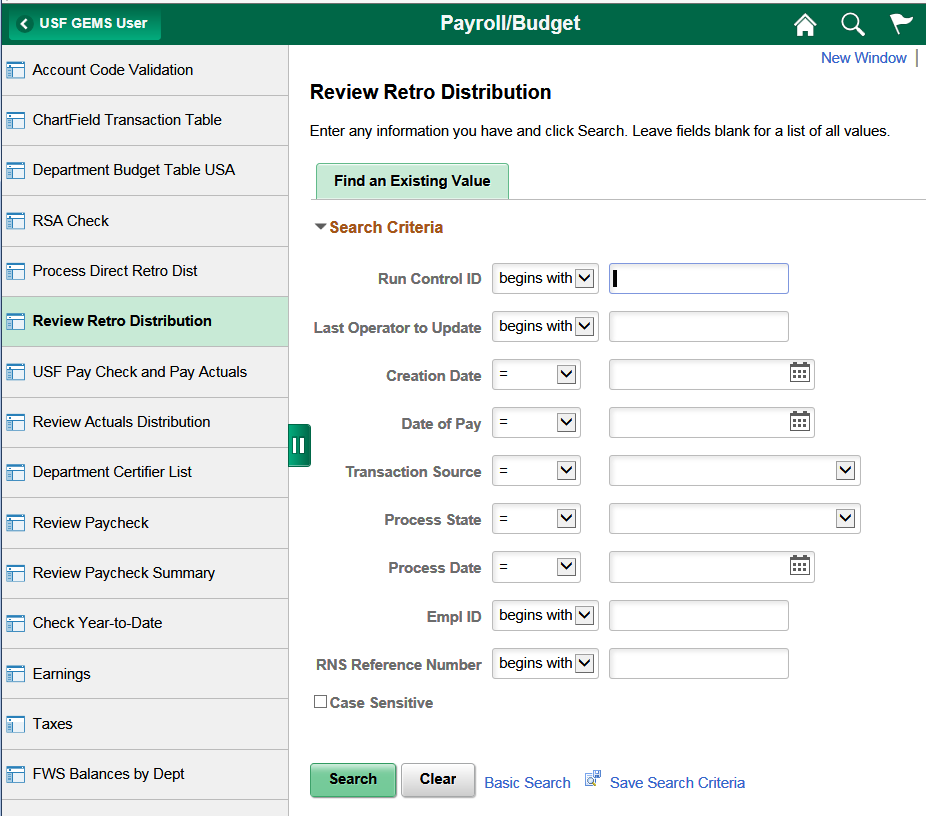 USF GEMS User
Payroll/Budget
New Window
Account Code Validation
ChartField Transaction Table
Department Budget Table USA
RSA Check
Process Direct Retro Dist
Review Retro Distribution
USF Pay Check and Pay Actuals
Review Actuals Distribution
Department Certifier List
Review Paycheck
Review Paycheck Summary
Check Year-to-Date
Earnings
Taxes
FWS Balances by Dept
Review Retro Distribution
Enter any information you have and click Search. Leave fields blank for a list of all values.
Find an Existing Value
Search Criteria
Run Control ID begins with
Last Operator to Update begins with
Creation Date =
Date of Pay =
Transaction Source =
Process State =
Process Date =
Empl ID begins with
RNS Reference Number begins with
Case Sensitive
Search Clear Basic Search Save Search Criteria